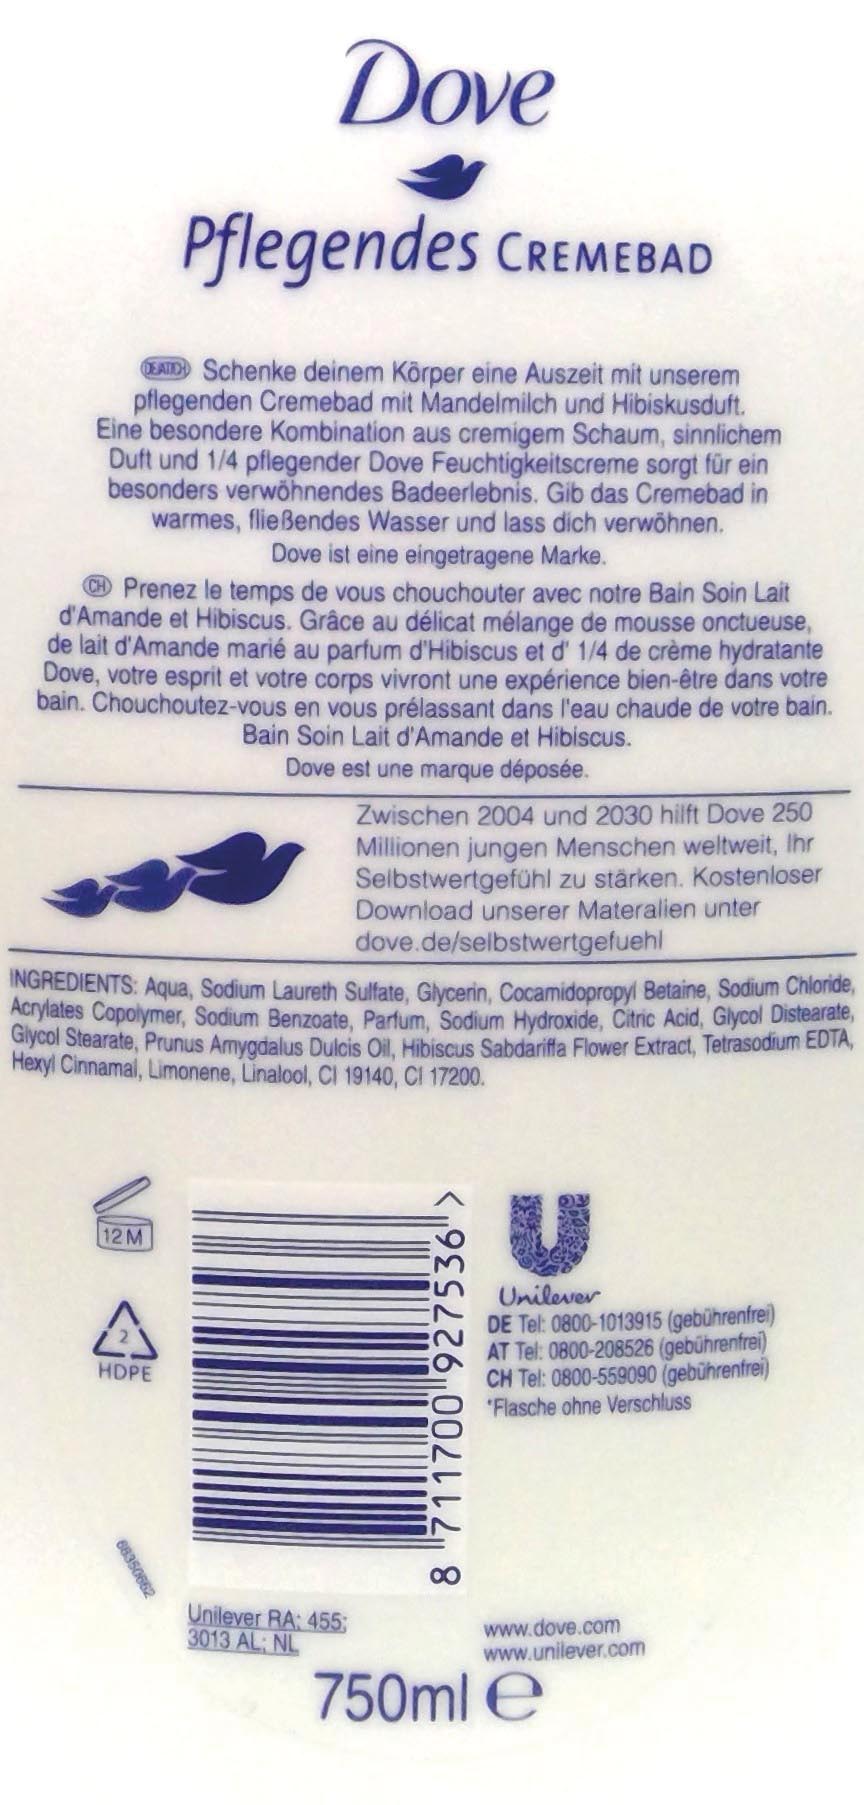 Dove
Pflegendes CREMEBAD
DE/AT/CH Schenke deinem Körper eine Auszeit mit unserem
pflegenden Cremebad mit Mandelmilch und Hibiskusduft.
Eine besondere Kombination aus cremigem Schaum, sinnlichem
Duft und 1/4 pflegender Dove Feuchtigkeitscreme sorgt für ein
besonders verwöhnendes Badeerlebnis. Gib das Cremebad in
warmes, fließendes Wasser und lass dich verwöhnen.
Dove ist eine eingetragene Marke.
CH Prenez le temps de vous chouchouter avec notre Bain Soin Lait
d'Amande et Hibiscus. Grâce au délicat mélange de mousse onctueuse,
de lait d'Amande marié au parfum d'Hibiscus et d' 1/4 de crème hydratante
Dove, votre esprit et votre corps vivront une expérience bien-être dans votre
bain. Chouchoutez-vous en vous prélassant dans l'eau chaude de votre bain.
Bain Soin Lait d'Amande et Hibiscus.
Dove est une marque déposée.
Zwischen 2004 und 2030 hilft Dove 250
Millionen jungen Menschen weltweit, Ihr
Selbstwertgefühl zu stärken. Kostenloser
Download unserer Materalien unter
dove.de/selbstwertgefuehl
INGREDIENTS: Aqua, Sodium Laureth Sulfate, Glycerin, Cocamidopropyl Betaine, Sodium Chloride,
Acrylates Copolymer, Sodium Benzoate, Parfum, Sodium Hydroxide, Citric Acid, Glycol Distearate,
Glycol Stearate, Prunus Amygdalus Dulcis Oil, Hibiscus Sabdariffa Flower Extract, Tetrasodium EDTA,
Hexyl Cinnamal, Limonene, Linalool, CI 19140, CI 17200.
12M
2
HDPE
8 711700 927536 >
Unilever
DE Tel: 0800-1013915 (gebührenfrei)
AT Tel: 0800-208526 (gebührenfrei)
CH Tel: 0800-559090 (gebührenfrei)
*Flasche ohne Verschluss
68350662
Unilever RA; 455;
3013 AL; NL
www.dove.com
www.unilever.com
750ml ℮